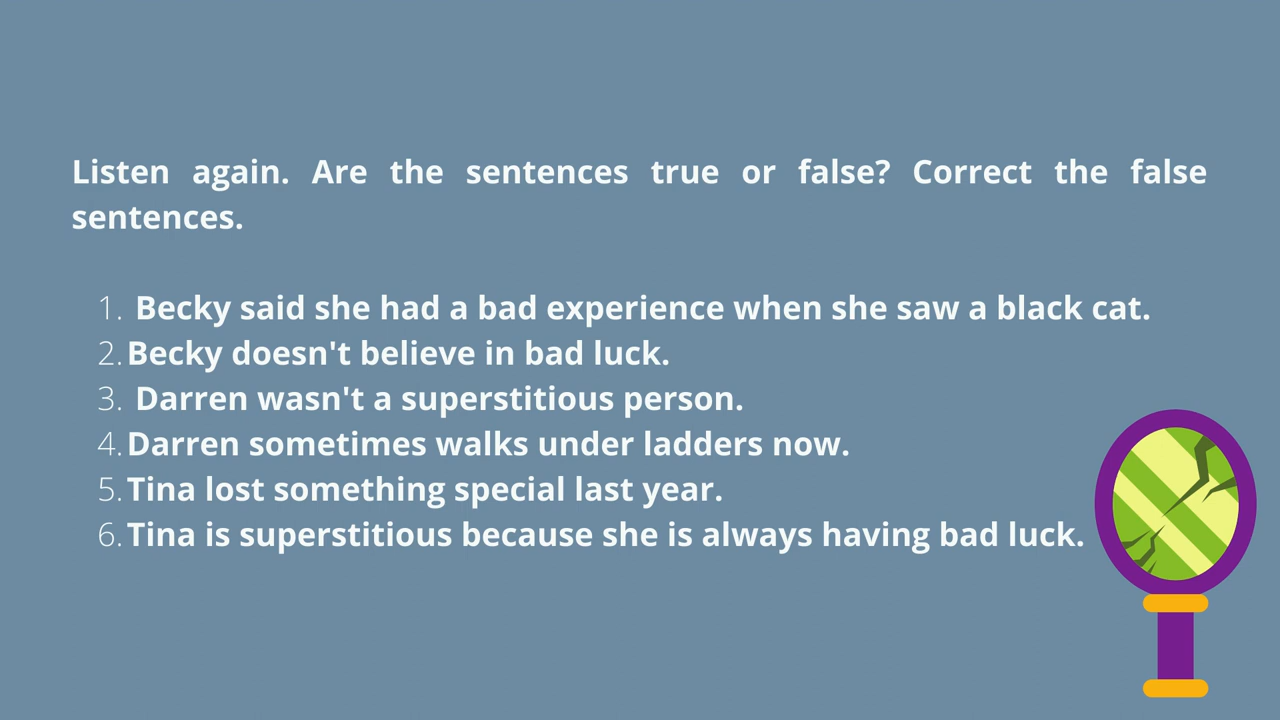 Listen again. Are the sentences true or false? Correct the false
sentences.
1. Becky said she had a bad experience when she saw a black cat.
2. Becky doesn't believe in bad luck.
3. Darren wasn't a superstitious person.
4. Darren sometimes walks under ladders now.
5. Tina lost something special last year.
6. Tina is superstitious because she is always having bad luck.